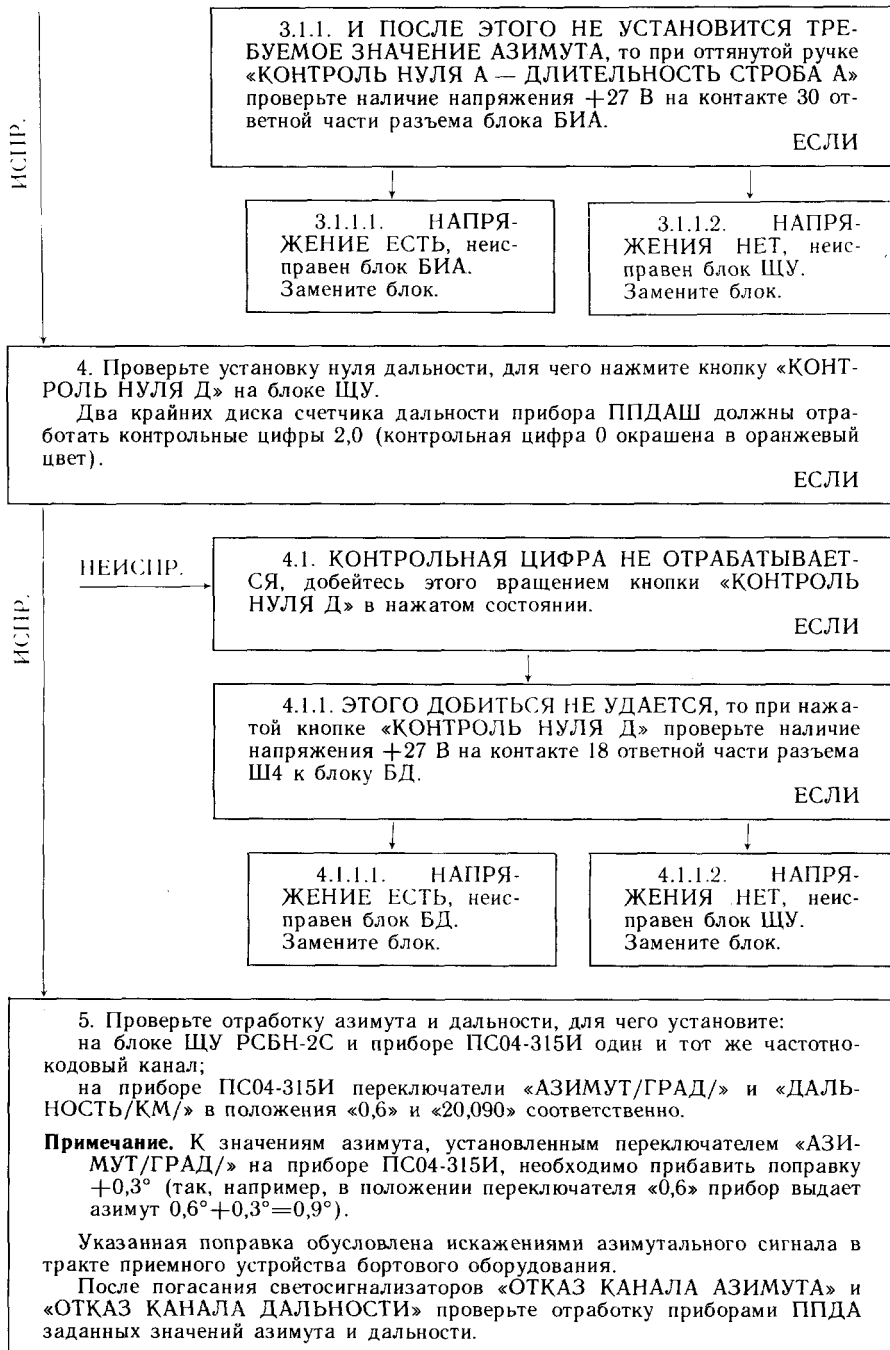 3.1.1. И ПОСЛЕ ЭТОГО НЕ УСТАНОВИТСЯ ТРЕ-
БУЕМОЕ ЗНАЧЕНИЕ АЗИМУТА, то при оттянутой ручке
«КОНТРОЛЬ НУЛЯ А — ДЛИТЕЛЬНОСТЬ СТРОБА А»
проверьте наличие напряжения +27 В на контакте 30 от-
ветной части разъема блока БИА.
ЕСЛИ
ИСПР.
3.1.1.1. НАПРЯ-
ЖЕНИЕ ЕСТЬ, неис-
правен блок БИА.
Замените блок.
3.1.1.2. НАПРЯ-
ЖЕНИЯ НЕТ, неис-
правен блок ЩУ.
Замените блок.
4. Проверьте установку нуля дальности, для чего нажмите кнопку «КОНТ-
РОЛЬ НУЛЯ Д» на блоке ЩУ.
Два крайних диска счетчика дальности прибора ППДАШ должны отра-
ботать контрольные цифры 2,0 (контрольная цифра 0 окрашена в оранжевый
цвет).
ЕСЛИ
НЕИСПР.
4.1. КОНТРОЛЬНАЯ ЦИФРА НЕ ОТРАБАТЫВАЕТ-
СЯ, добейтесь этого вращением кнопки «КОНТРОЛЬ
НУЛЯ Д» в нажатом состоянии.
ЕСЛИ
ИСПР.
4.1.1. ЭТОГО ДОБИТЬСЯ НЕ УДАЕТСЯ, то при нажа-
той кнопке «КОНТРОЛЬ НУЛЯ Д» проверьте наличие
напряжения +27 В на контакте 18 ответной части разъема
Ш4 к блоку БД.
ЕСЛИ
4.1.1.1. НАПРЯ-
ЖЕНИЕ ЕСТЬ, неис-
правен блок БД.
Замените блок.
4.1.1.2. НАПРЯ-
ЖЕНИЯ НЕТ, неис-
правен блок ЩУ.
Замените блок.
5. Проверьте отработку азимута и дальности, для чего установите:
на блоке ЩУ РСБН-2С и приборе ПС04-315И один и тот же частотно-
кодовый канал;
на приборе ПС04-315И переключатели «АЗИМУТ/ГРАД/» и «ДАЛЬ-
НОСТЬ/КМ/» в положения «0,6» и «20,090» соответственно.
Примечание. К значениям азимута, установленным переключателем «АЗИ-
МУТ/ГРАД/» на приборе ПС04-315И, необходимо прибавить поправку
+0,3° (так, например, в положении переключателя «0,6» прибор выдает
азимут 0,6°+0,3°=0,9°).
Указанная поправка обусловлена искажениями азимутального сигнала в
тракте приемного устройства бортового оборудования.
После погасания светосигнализаторов «ОТКАЗ КАНАЛА АЗИМУТА» и
«ОТКАЗ КАНАЛА ДАЛЬНОСТИ» проверьте отработку приборами ППДА
заданных значений азимута и дальности.